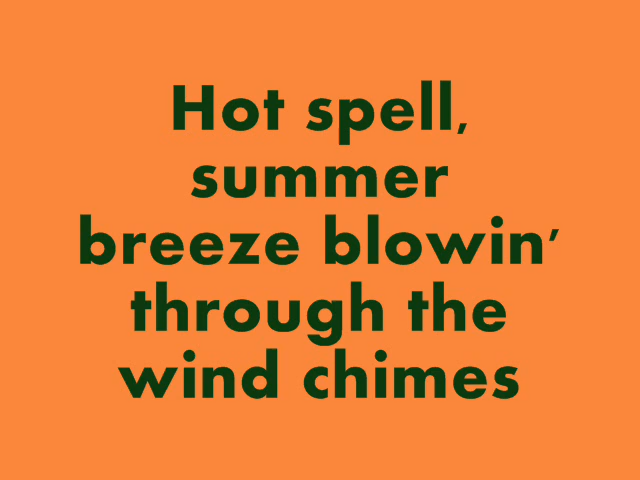 Hot spell,
summer
breeze blowin’
through the
wind chimes